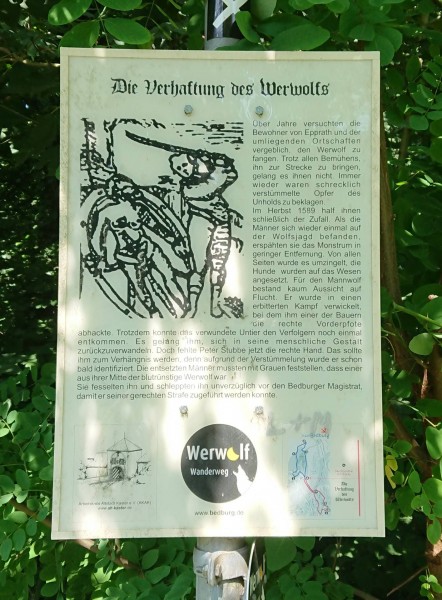 Die Verhaftung des Werwolfs
Über Jahre versuchten die
Bewohner von Epprath und der
umliegenden Ortschaften
vergeblich, den Werwolf zu
fangen. Trotz allen Bemühens,
ihn zur Strecke zu bringen,
gelang es ihnen nicht. Immer
wieder waren schrecklich
verstümmelte Opfer des
Unholds zu beklagen
Im Herbst 1589 half ihnen
schließlich der Zufall. Als die
Männer sich wieder einmal auf
der Wolfsjagd befanden,
erspähten sie das Monstrum in
geringer Entfernung. Von allen
Seiten wurde es umzingelt, die
Hunde wurden auf das Wesen
angesetzt. Für den Mannwolf
bestand kaum Aussicht auf
Flucht. Er wurde in einen
erbitterten Kampf verwickelt,
bei dem ihm einer der Bauern
die rechte Vorderpfote
abhackte. Trotzdem konnte das verwundete Untier den Verfolgern noch einmal
entkommen. Es gelang ihm, sich in seine menschliche Gestalt
zurückzuverwandeln. Doch fehlte Peter Stubbe jetzt die rechte Hand. Das sollte
ihm zum Verhängnis werden, denn aufgrund der Verstümmelung wurde er schon
bald identifiziert. Die entsetzten Männer mussten mit Grauen feststellen, dass einer
aus ihrer Mitte der blutrünstige Werwolf war
Sie fesselten ihn und schleppten ihn unverzüglich vor den Bedburger Magistrat,
damit er seiner gerechten Strafe zugeführt werden konnte.
Werwolf
Wanderweg
www.bedburg.de
Die
Verhaftung
des
Werwolfs